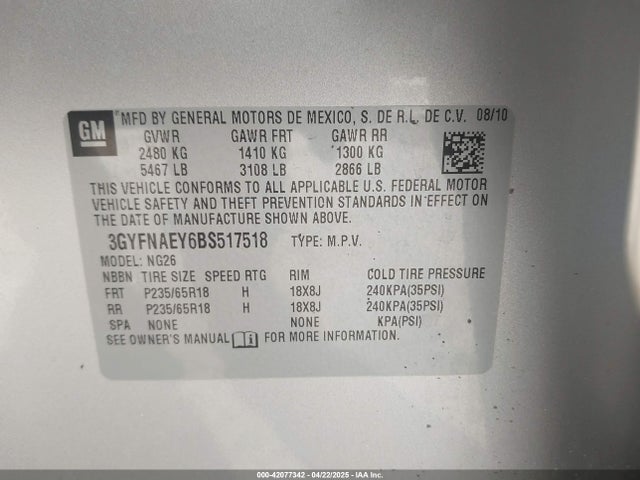 GM
MFD BY GENERAL MOTORS DE MEXICO, S. DE R.L. DE C.V. 08/10
GVWR GAWR FRT GAWR RR
2480 KG 1410 KG 1300 KG
5467 LB 3108 LB 2866 LB
THIS VEHICLE CONFORMS TO ALL APPLICABLE U.S. FEDERAL MOTOR
VEHICLE SAFETY AND THEFT PREVENTION STANDARDS IN EFFECT ON
THE DATE OF MANUFACTURE SHOWN ABOVE.
3GYFNAEY6BS517518 TYPE: M.P.V.
MODEL: NG26
NBBN TIRE SIZE SPEED RTG RIM COLD TIRE PRESSURE
FRT P235/65R18 H 18X8J 240KPA(35PSI)
RR P235/65R18 H 18X8J 240KPA(35PSI)
SPA NONE NONE KPA(PSI)
SEE OWNER'S MANUAL FOR MORE INFORMATION.
000-42077342 - 04/22/2025 - IAA Inc.